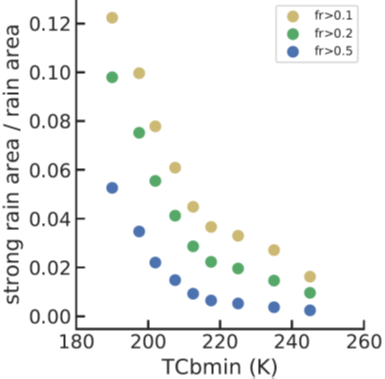 fr>0.1
fr>0.2
fr>0.5
strong rain area / rain area
0.12
0.10
0.08
0.06
0.04
0.02
0.00
180 200 220 240 260
TCbmin (K)